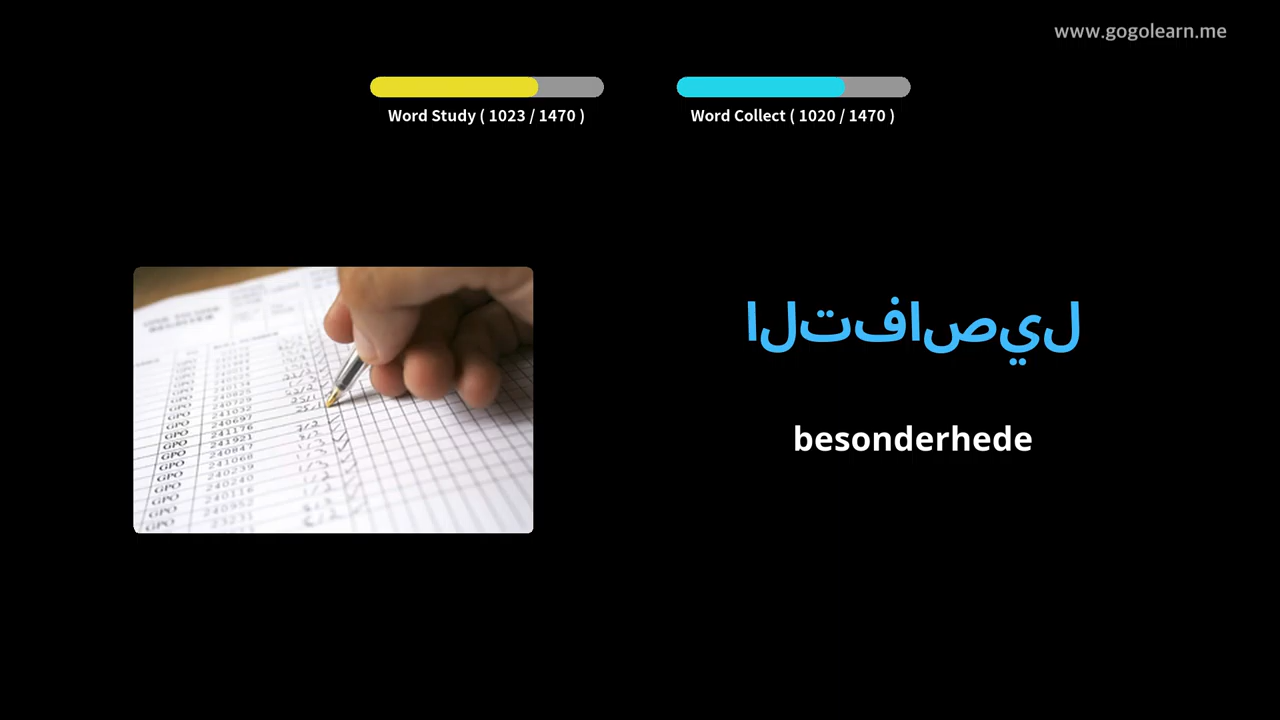 www.gogolearn.me
Word Study ( 1023 / 1470 )
Word Collect ( 1020 / 1470 )
التفاصيل
besonderhede